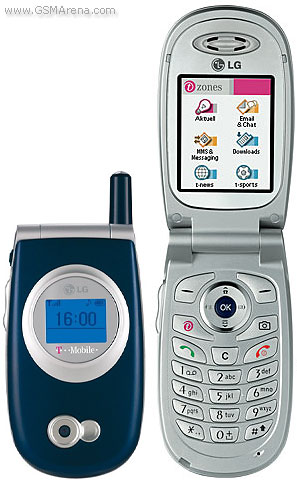 www.GSMArena.com
LG
16:00
T··Mobile·
LG
zones
Aktuell
Email
& Chat
MMS &
Messaging
Downloads
t-news
t-sports
OK
C
1
2 abc
3 def
4 ghi
5 jkl
6 mno
7 pqrs
8 tuv
9 wxyz
*
0
#